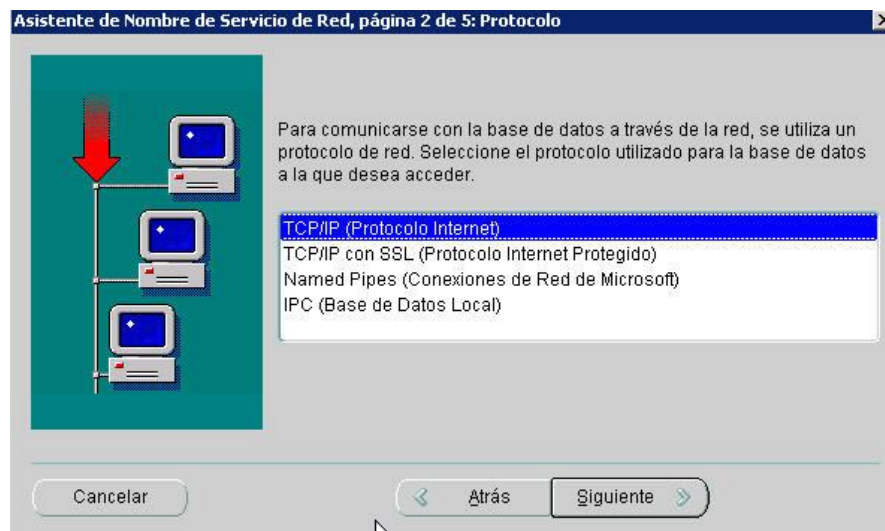 Asistente de Nombre de Servicio de Red, página 2 de 5: Protocolo
Para comunicarse con la base de datos a través de la red, se utiliza un
protocolo de red. Seleccione el protocolo utilizado para la base de datos
a la que desea acceder.
TCP/IP (Protocolo Internet)
TCP/IP con SSL (Protocolo Internet Protegido)
Named Pipes (Conexiones de Red de Microsoft)
IPC (Base de Datos Local)
Cancelar
Atrás
Siguiente